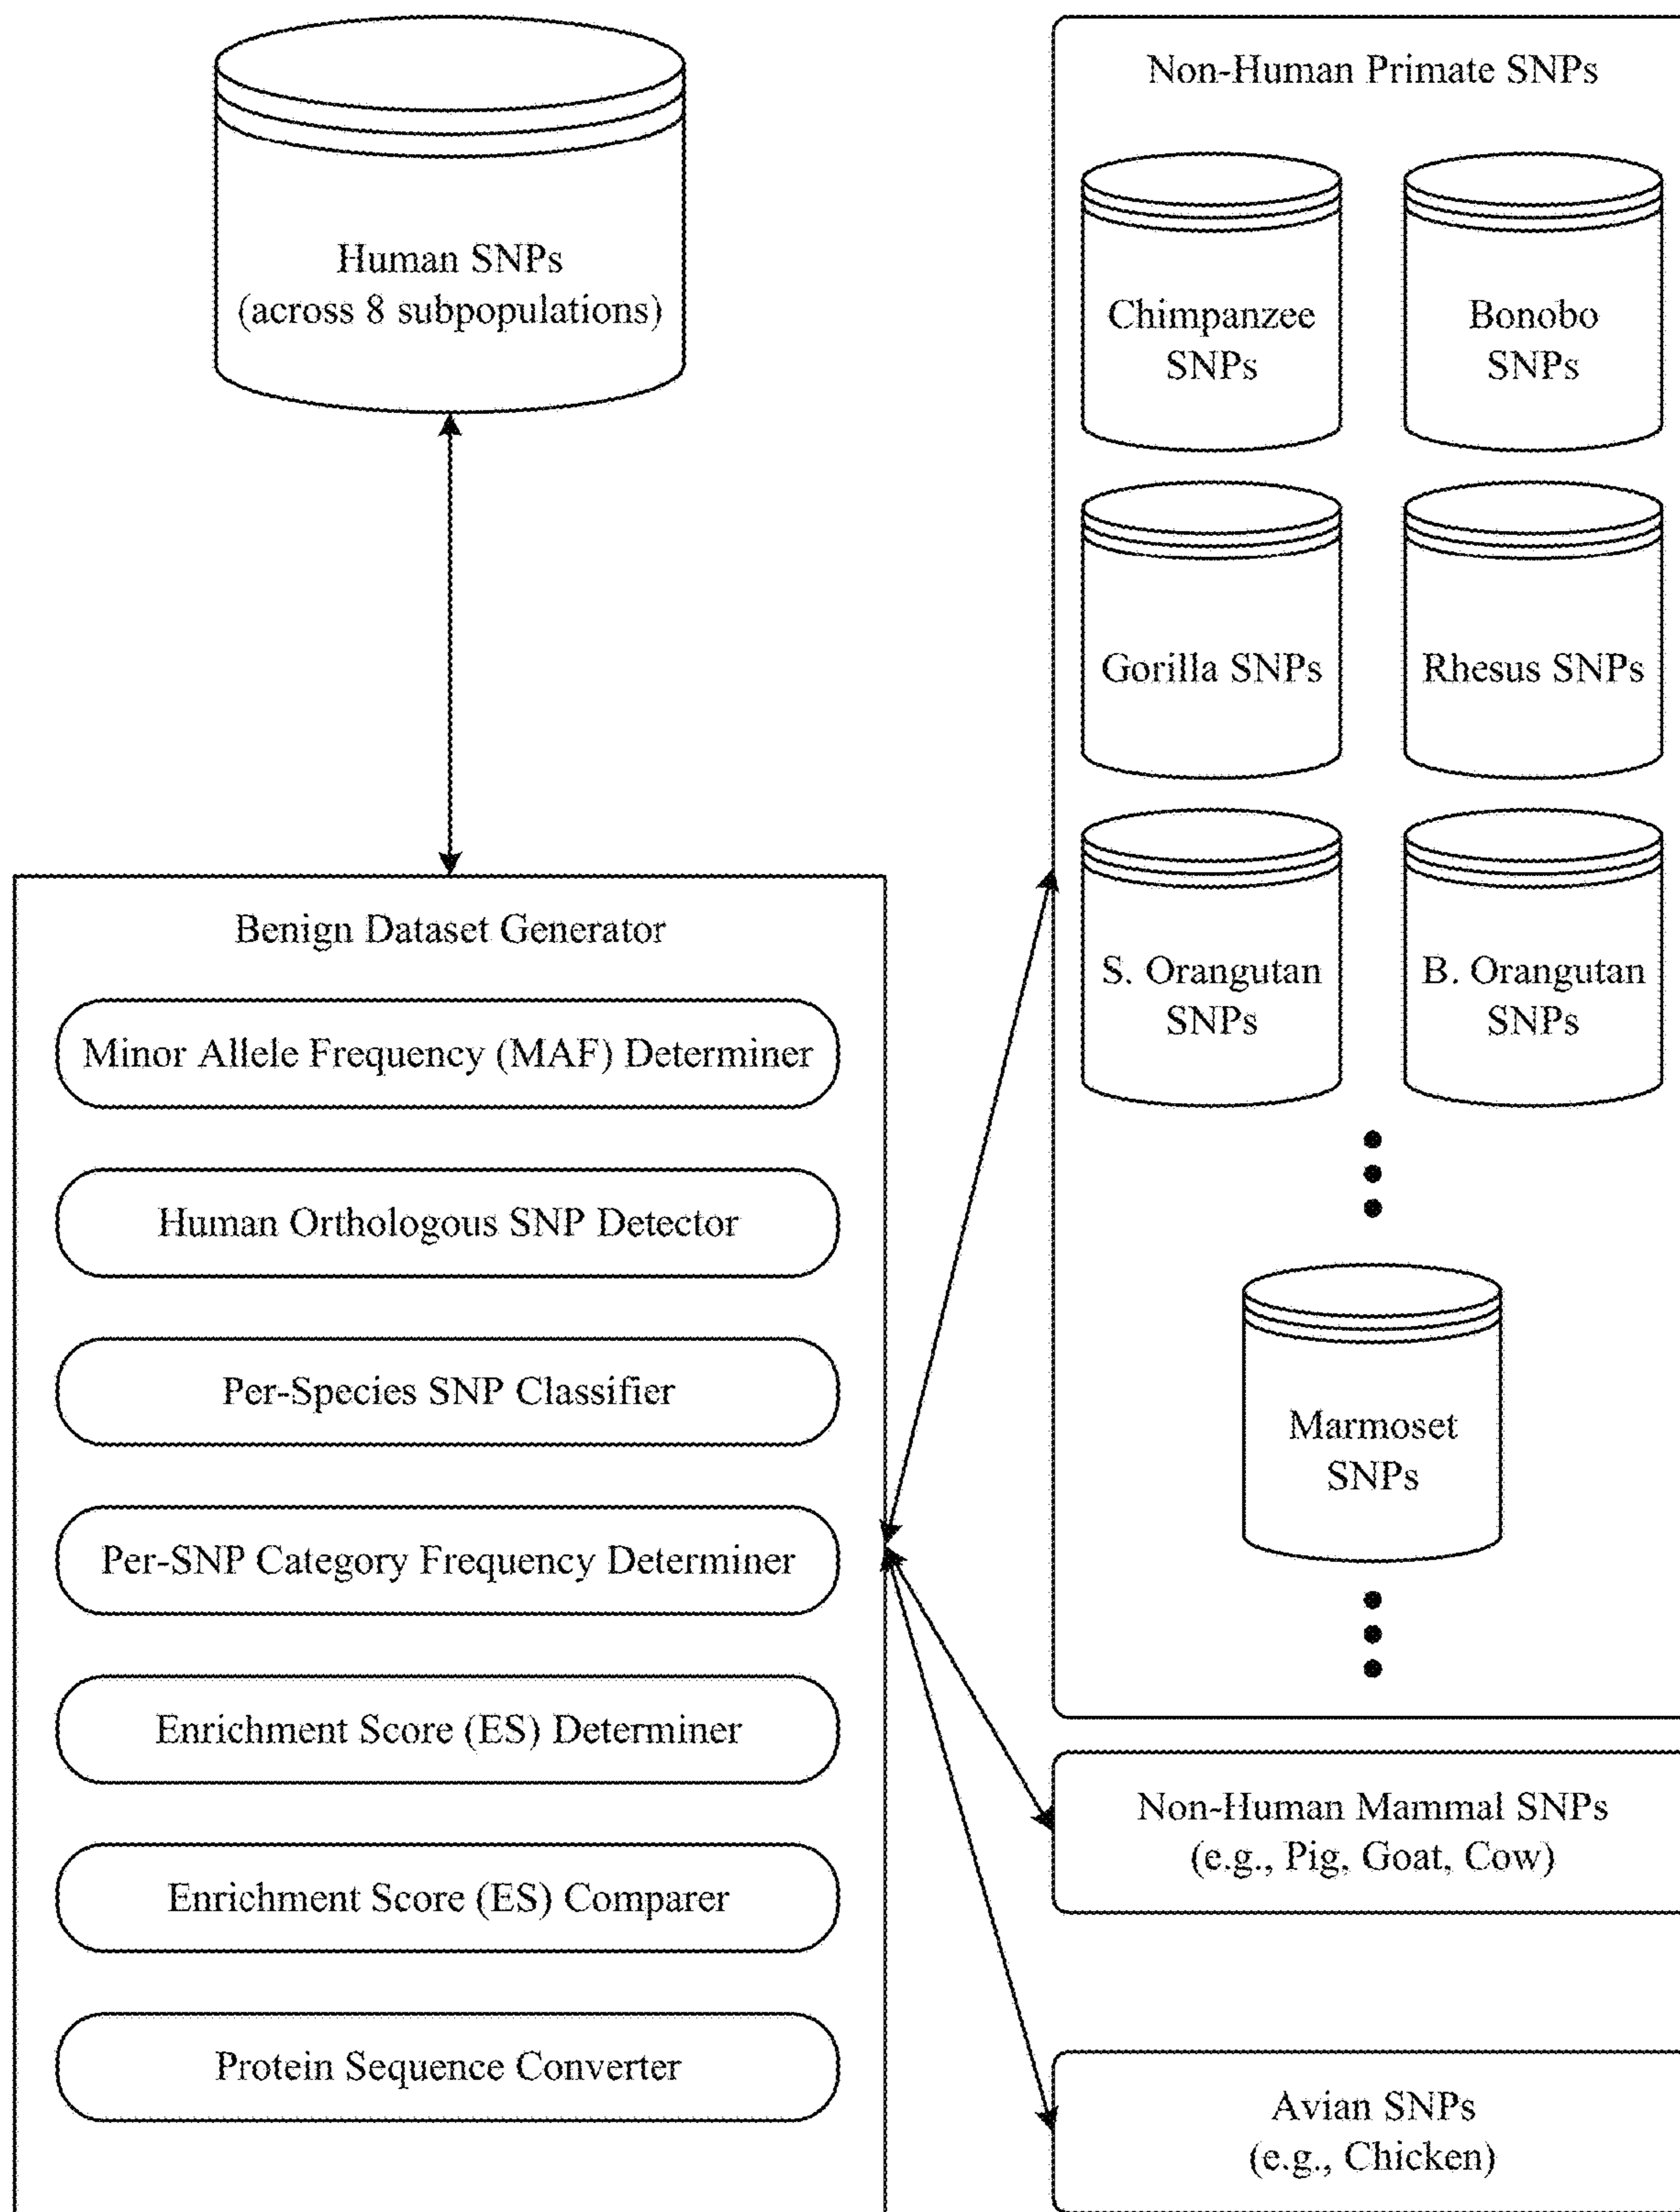 Human SNPs
(across 8 subpopulations)
Non-Human Primate SNPs
Chimpanzee
SNPs
Bonobo
SNPs
Gorilla SNPs
Rhesus SNPs
S. Orangutan
SNPs
B. Orangutan
SNPs
Marmoset
SNPs
Benign Dataset Generator
Minor Allele Frequency (MAF) Determiner
Human Orthologous SNP Detector
Per-Species SNP Classifier
Per-SNP Category Frequency Determiner
Enrichment Score (ES) Determiner
Enrichment Score (ES) Comparer
Protein Sequence Converter
Non-Human Mammal SNPs
(e.g., Pig, Goat, Cow)
Avian SNPs
(e.g., Chicken)